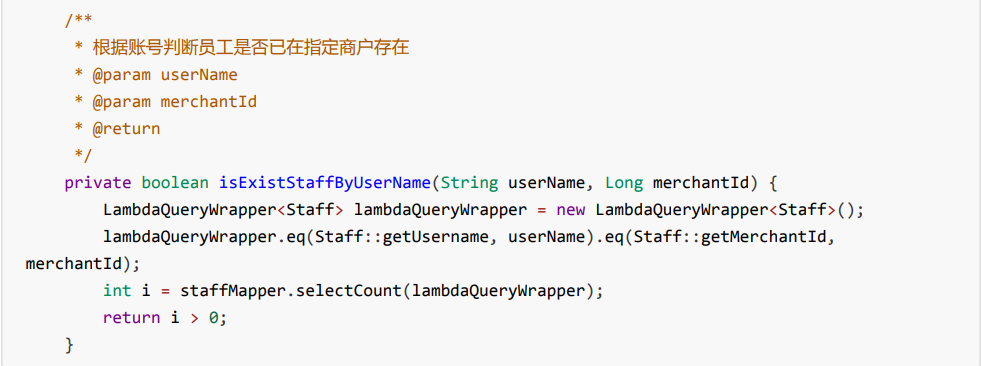 /**
 * 根据账号判断员工是否已在指定商户存在
 * @param userName
 * @param merchantId
 * @return
 */
private boolean isExistStaffByUserName(String userName, Long merchantId) {
LambdaQueryWrapper<Staff> lambdaQueryWrapper = new LambdaQueryWrapper<Staff>();
lambdaQueryWrapper.eq(Staff::getUsername, userName).eq(Staff::getMerchantId,
merchantId);
int i = staffMapper.selectCount(lambdaQueryWrapper);
return i > 0;
}